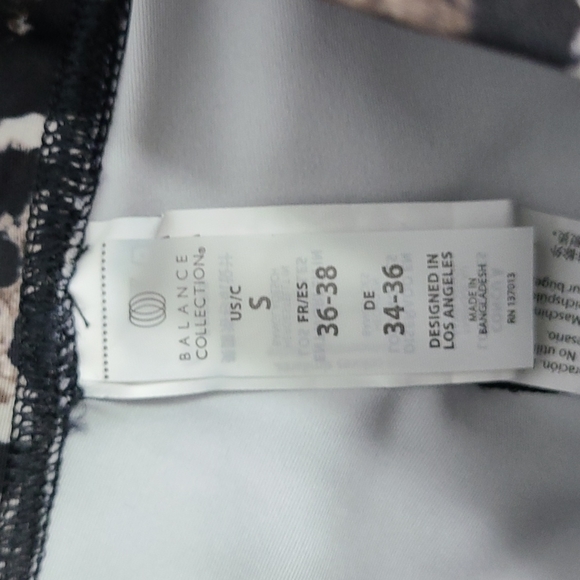 BALANCE
COLLECTION®
US/C
S
FR/ES
36-38
DE
34-36
DESIGNED IN
LOS ANGELES
MADE IN
BANGLADESH
RN 137013